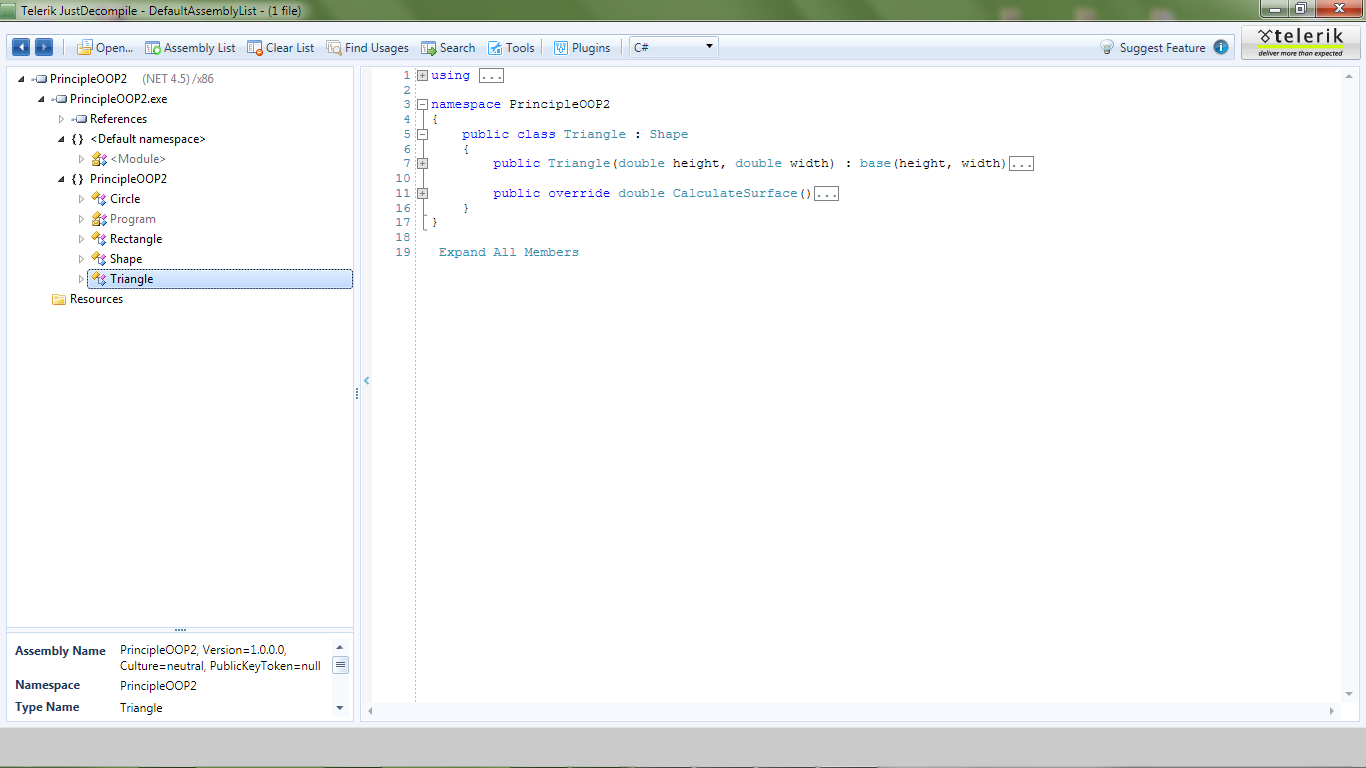 Telerik JustDecompile - DefaultAssemblyList - (1 file)
Open... Assembly List Clear List Find Usages Search Tools Plugins C# Suggest Feature
telerik
deliver more than expected
PrincipleOOP2 (NET 4.5) /x86
PrincipleOOP2.exe
References
{} <Default namespace>
<Module>
{} PrincipleOOP2
Circle
Program
Rectangle
Shape
Triangle
Resources
1 using ...
2
3 namespace PrincipleOOP2
4 {
5 public class Triangle : Shape
6 {
7 public Triangle(double height, double width) : base(height, width)...
10
11 public override double CalculateSurface()...
16 }
17 }
18
19 Expand All Members
Assembly Name PrincipleOOP2, Version=1.0.0.0,
Culture=neutral, PublicKeyToken=null
Namespace PrincipleOOP2
Type Name Triangle